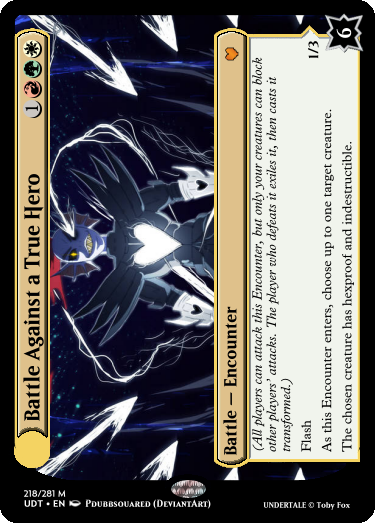 Battle Against a True Hero
1
Battle — Encounter
(All players can attack this Encounter, but only your creatures can block
other players' attacks. The player who defeats it exiles it, then casts it
transformed.)
Flash
As this Encounter enters, choose up to one target creature.
The chosen creature has hexproof and indestructible.
1/3
6
218/281 M
UDT • EN Pdubbsquared (DeviantArt)
UNDERTALE © Toby Fox